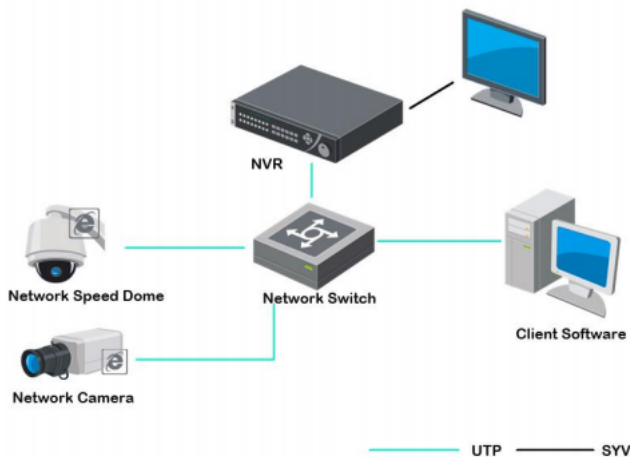 NVR
Network Speed Dome
Network Switch
Client Software
Network Camera
UTP
SYV